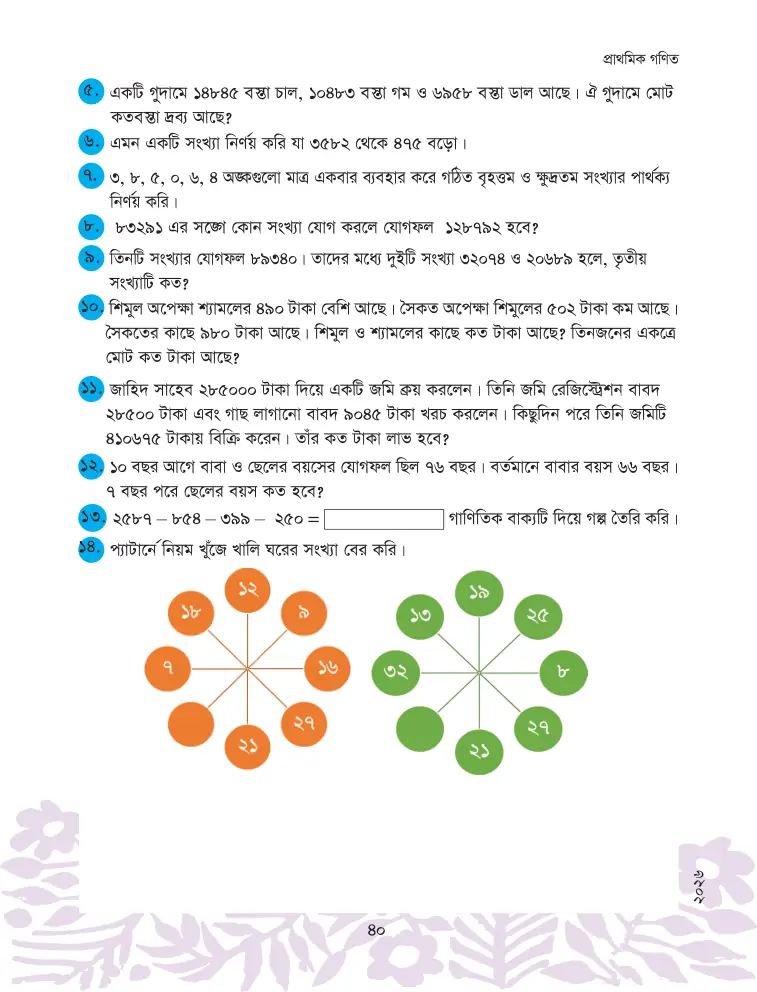 প্রাথমিক গণিত
৫. একটি গুদামে ১৪৮৪৫ বস্তা চাল, ১০৪৮৩ বস্তা গম ও ৬৯৫৮ বস্তা ডাল আছে। ঐ গুদামে মোট
কতবস্তা দ্রব্য আছে?
৬. এমন একটি সংখ্যা নির্ণয় করি যা ৩৫৮২ থেকে ৪৭৫ বড়ো।
৭. ৩, ৮, ৫, ০, ৬, ৪ অঙ্কগুলো মাত্র একবার ব্যবহার করে গঠিত বৃহত্তম ও ক্ষুদ্রতম সংখ্যার পার্থক্য
নির্ণয় করি।
৮. ৮৩২৯১ এর সঙ্গে কোন সংখ্যা যোগ করলে যোগফল ১২৮৭৯২ হবে?
৯. তিনটি সংখ্যার যোগফল ৮৯৩৪০। তাদের মধ্যে দুইটি সংখ্যা ৩২০৭৪ ও ২০৬৮৯ হলে, তৃতীয়
সংখ্যাটি কত?
১০. শিমুল অপেক্ষা শ্যামলের ৪৯০ টাকা বেশি আছে। সৈকত অপেক্ষা শিমুলের ৫০২ টাকা কম আছে।
সৈকতের কাছে ৯৮০ টাকা আছে। শিমূল ও শ্যামলের কাছে কত টাকা আছে? তিনজনের একত্রে
মোট কত টাকা আছে?
১১. জাহিদ সাহেব ২৮৫০০০ টাকা দিয়ে একটি জমি ক্রয় করলেন। তিনি জমি রেজিস্ট্রেশন বাবদ
২৮৫০০ টাকা এবং গাছ লাগানো বাবদ ৯০৪৫ টাকা খরচ করলেন। কিছুদিন পরে তিনি জমিটি
৪১০৬৭৫ টাকায় বিক্রি করেন। তাঁর কত টাকা লাভ হবে?
১২. ১০ বছর আগে বাবা ও ছেলের বয়সের যোগফল ছিল ৭৬ বছর। বর্তমানে বাবার বয়স ৬৬ বছর।
৭ বছর পরে ছেলের বয়স কত হবে?
১৩. ২৫৮৭ – ৮৫৪ – ৩৯৯ – ২৫০ = গাণিতিক বাক্যটি দিয়ে গল্প তৈরি করি।
১৪. প্যাটার্নে নিয়ম খুঁজে খালি ঘরের সংখ্যা বের করি।
১২ ১৯
১৮ ৯ ১৩ ২৫
৭ ১৬ ৩২ ৮
২৭ ২৭
২১ ২১
২০২৬
৪০